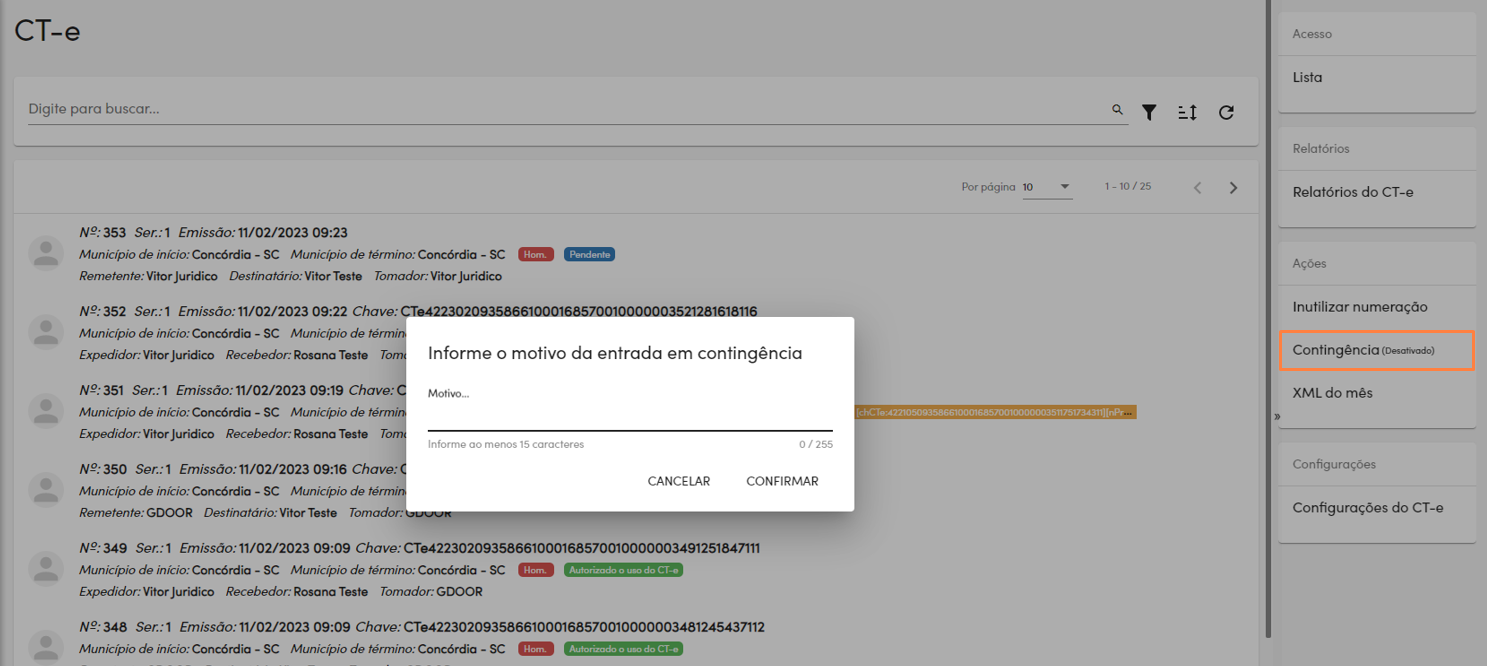 CT-e
Digite para buscar...
Por página 10 1 - 10 / 25
Nº: 353 Ser.: 1 Emissão: 11/02/2023 09:23
Município de início: Concórdia - SC Município de término: Concórdia - SC Hom. Pendente
Remetente: Vitor Juridico Destinatário: Vitor Teste Tomador: Vitor Juridico
Nº: 352 Ser.: 1 Emissão: 11/02/2023 09:22 Chave: CTe42230209358661000168570010000003521281618116
Município de início: Concórdia - SC Município de término
Expedidor: Vitor Juridico Recebedor: Rosana Teste
Nº: 351 Ser.: 1 Emissão: 11/02/2023 09:19 Chave:
Município de início: Concórdia - SC Município de término
[chCTe:42210509358661000168570010000003511751734311][nPr...
Expedidor: Vitor Juridico Recebedor: Rosana Teste
Nº: 350 Ser.: 1 Emissão: 11/02/2023 09:16 Chave:
Município de início: Concórdia - SC Município de término
Remetente: GDOOR Destinatário: Vitor Teste Tomador: GDOOR
Nº: 349 Ser.: 1 Emissão: 11/02/2023 09:09 Chave: CTe42230209358661000168570010000003491251847111
Município de início: Concórdia - SC Município de término: Concórdia - SC Hom. Autorizado o uso do CT-e
Expedidor: Vitor Juridico Recebedor: Rosana Teste Tomador: GDOOR
Nº: 348 Ser.: 1 Emissão: 11/02/2023 09:09 Chave: CTe42230209358661000168570010000003481245437112
Município de início: Concórdia - SC Município de término: Concórdia - SC Hom. Autorizado o uso do CT-e
Informe o motivo da entrada em contingência
Motivo...
Informe ao menos 15 caracteres 0 / 255
CANCELAR CONFIRMAR
Acesso
Lista
Relatórios
Relatórios do CT-e
Ações
Inutilizar numeração
Contingência (Desativado)
XML do mês
»
Configurações
Configurações do CT-e